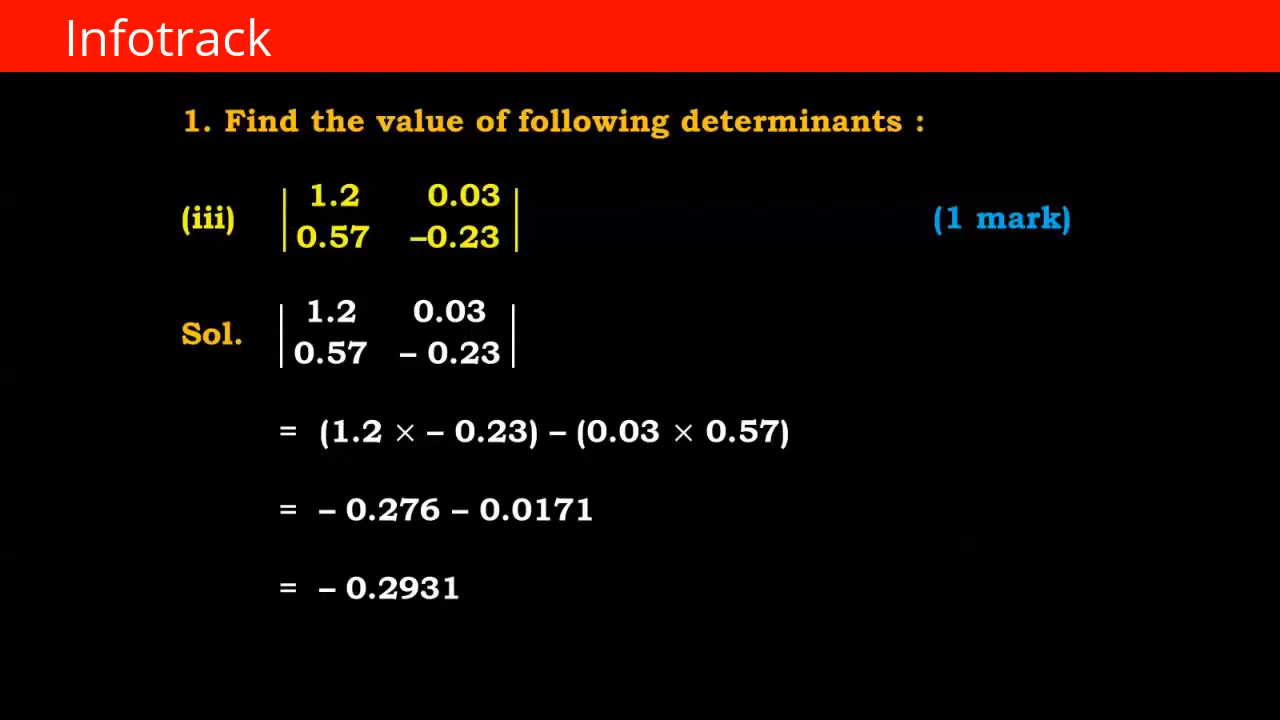 Infotrack
1. Find the value of following determinants :
1.2 0.03
(iii) (1 mark)
0.57 –0.23
1.2 0.03
Sol.
0.57 – 0.23
= (1.2 × – 0.23) – (0.03 × 0.57)
= – 0.276 – 0.0171
= – 0.2931